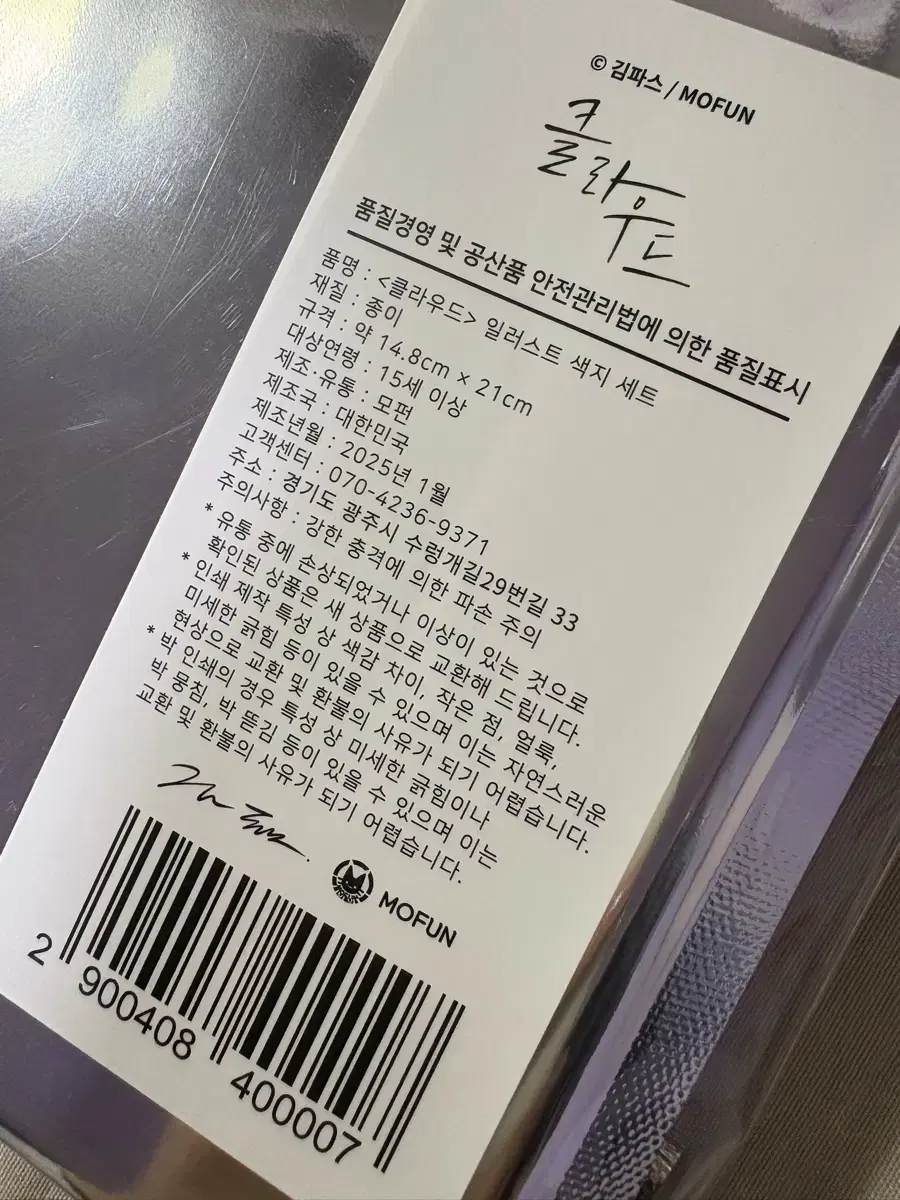 © 김파스 / MOFUN
클라우드
품질경영 및 공산품 안전관리법에 의한 품질표시
품명 : <클라우드> 일러스트 색지 세트
재질 : 종이
규격 : 약 14.8cm × 21cm
대상연령 : 15세 이상
제조·유통 : 모펀
제조국 : 대한민국
제조년월 : 2025년 1월
고객센터 : 070-4236-9371
주소 : 경기도 광주시 수렁개길29번길 33
주의사항 : 강한 충격에 의한 파손 주의
* 유통 중에 손상되었거나 이상이 있는 것으로
확인된 상품은 새 상품으로 교환해 드립니다.
* 인쇄 제작 특성 상 색감 차이, 작은 점, 얼룩,
미세한 긁힘 등이 있을 수 있으며 이는 자연스러운
현상으로 교환 및 환불의 사유가 되기 어렵습니다.
* 박 인쇄의 경우 특성 상 미세한 긁힘이나
박 뭉침, 박 뜯김 등이 있을 수 있으며 이는
교환 및 환불의 사유가 되기 어렵습니다.
MOFUN
2 900408 400007